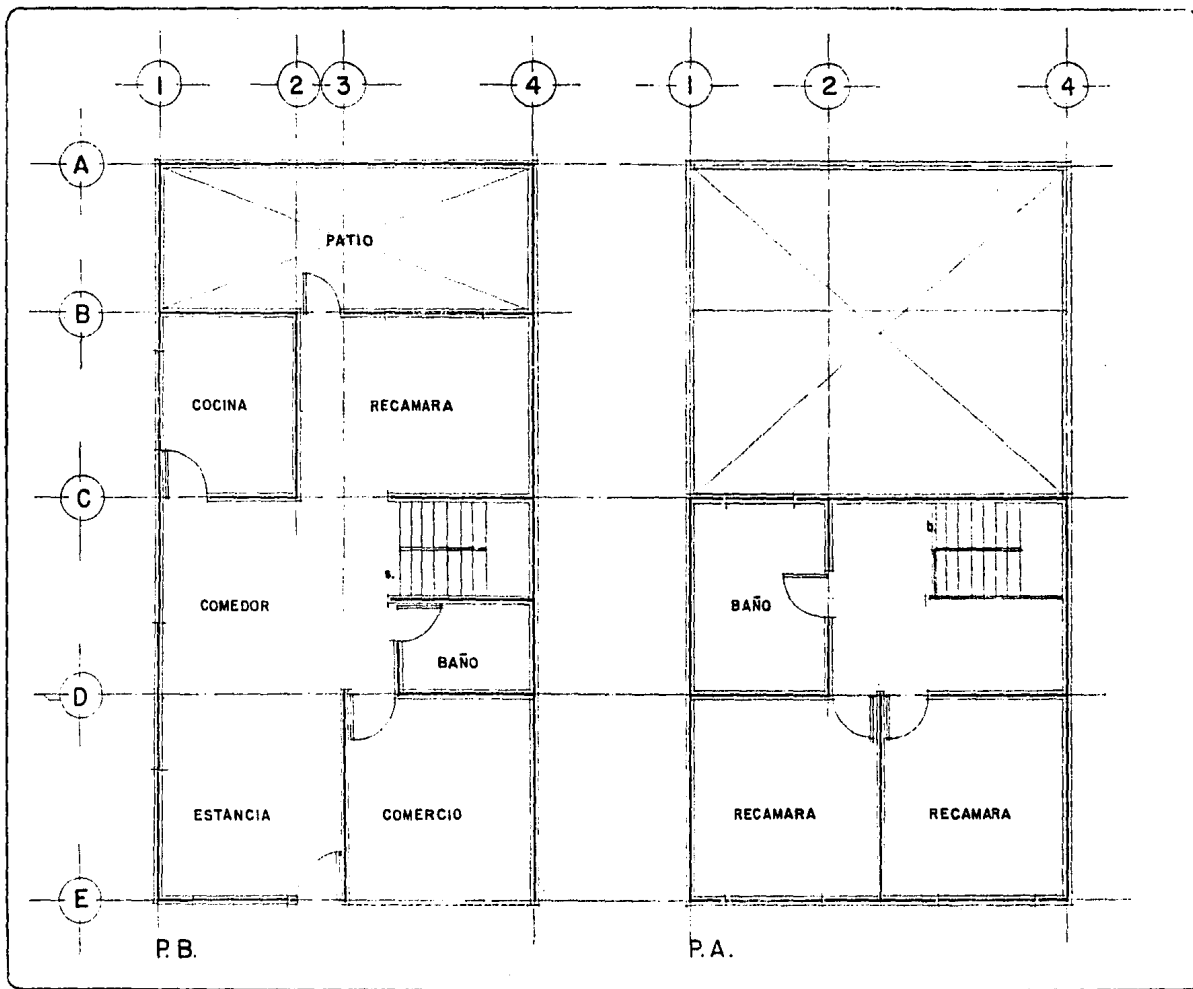 1 2 3 4 1 2 4
A
PATIO
B
COCINA RECAMARA
C
b.
s.
COMEDOR BAÑO
BAÑO
D
ESTANCIA COMERCIO RECAMARA RECAMARA
E
P.B. P.A.